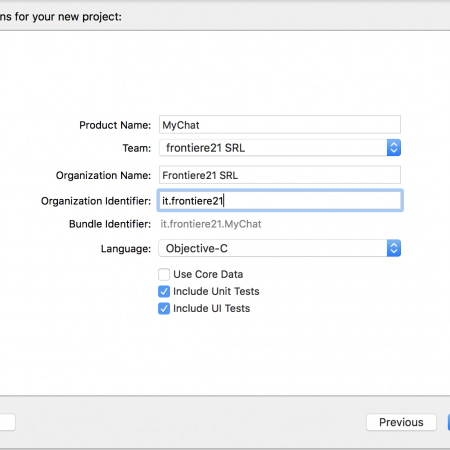 ns for your new project:
Product Name: MyChat
Team: frontiere21 SRL
Organization Name: Frontiere21 SRL
Organization Identifier: it.frontiere21
Bundle Identifier: it.frontiere21.MyChat
Language: Objective-C
Use Core Data
Include Unit Tests
Include UI Tests
Previous